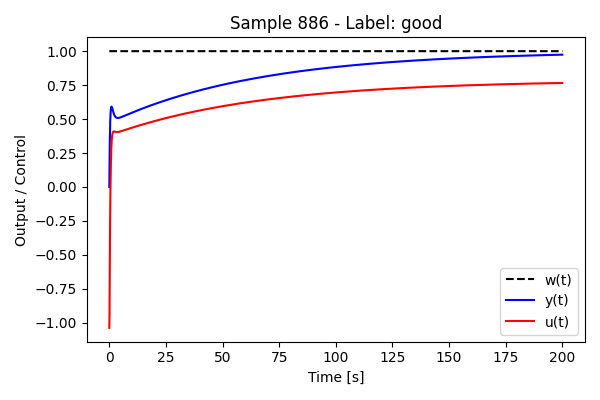 Sample 886 - Label: good
Output / Control
1.00
0.75
0.50
0.25
0.00
−0.25
−0.50
−0.75
−1.00
w(t)
y(t)
u(t)
0 25 50 75 100 125 150 175 200
Time [s]